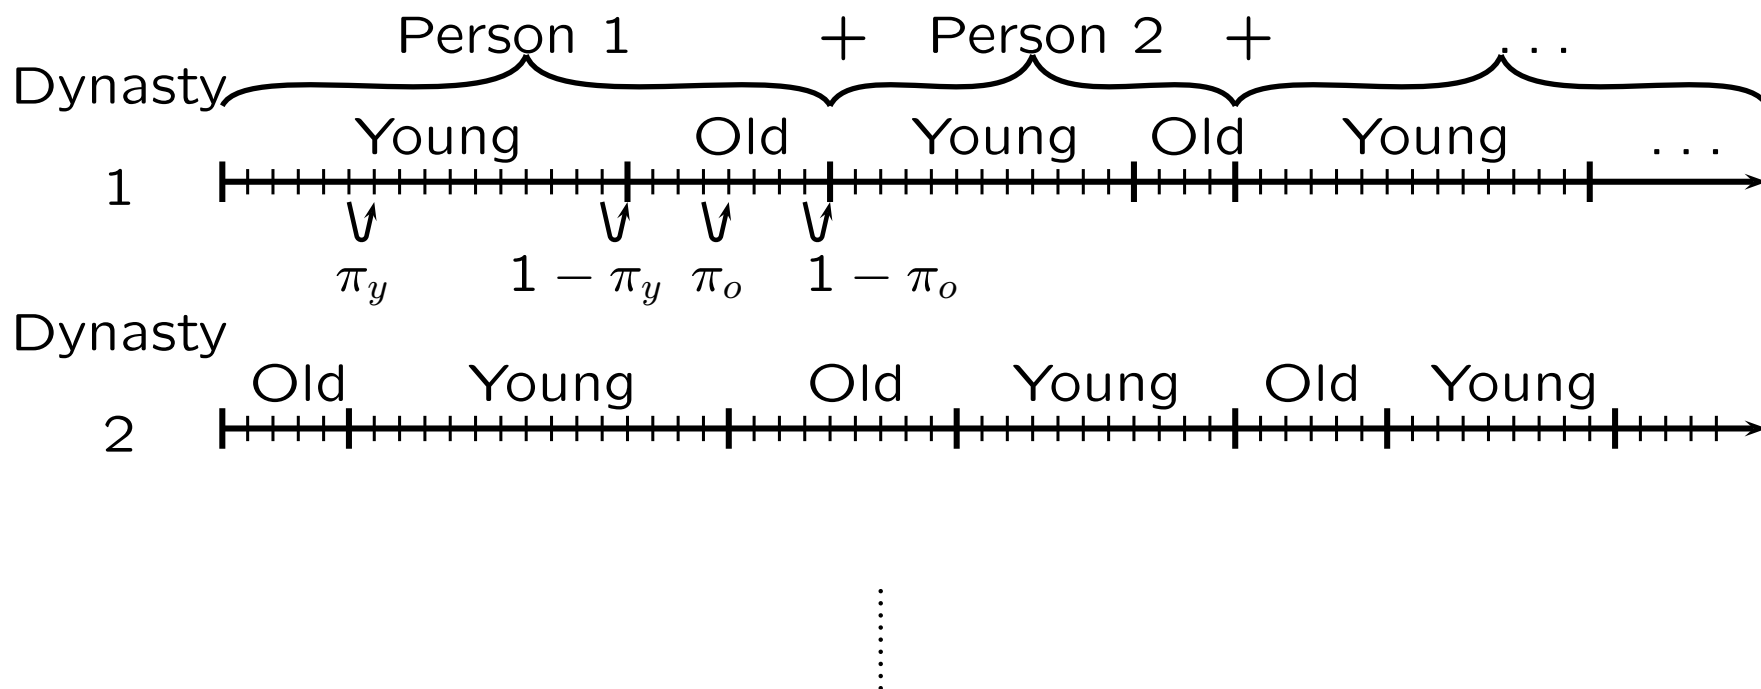 Person 1 + Person 2 + ...
Dynasty
Young Old Young Old Young ...
1
π_y 1 − π_y π_o 1 − π_o
Dynasty
Old Young Old Young Old Young
2